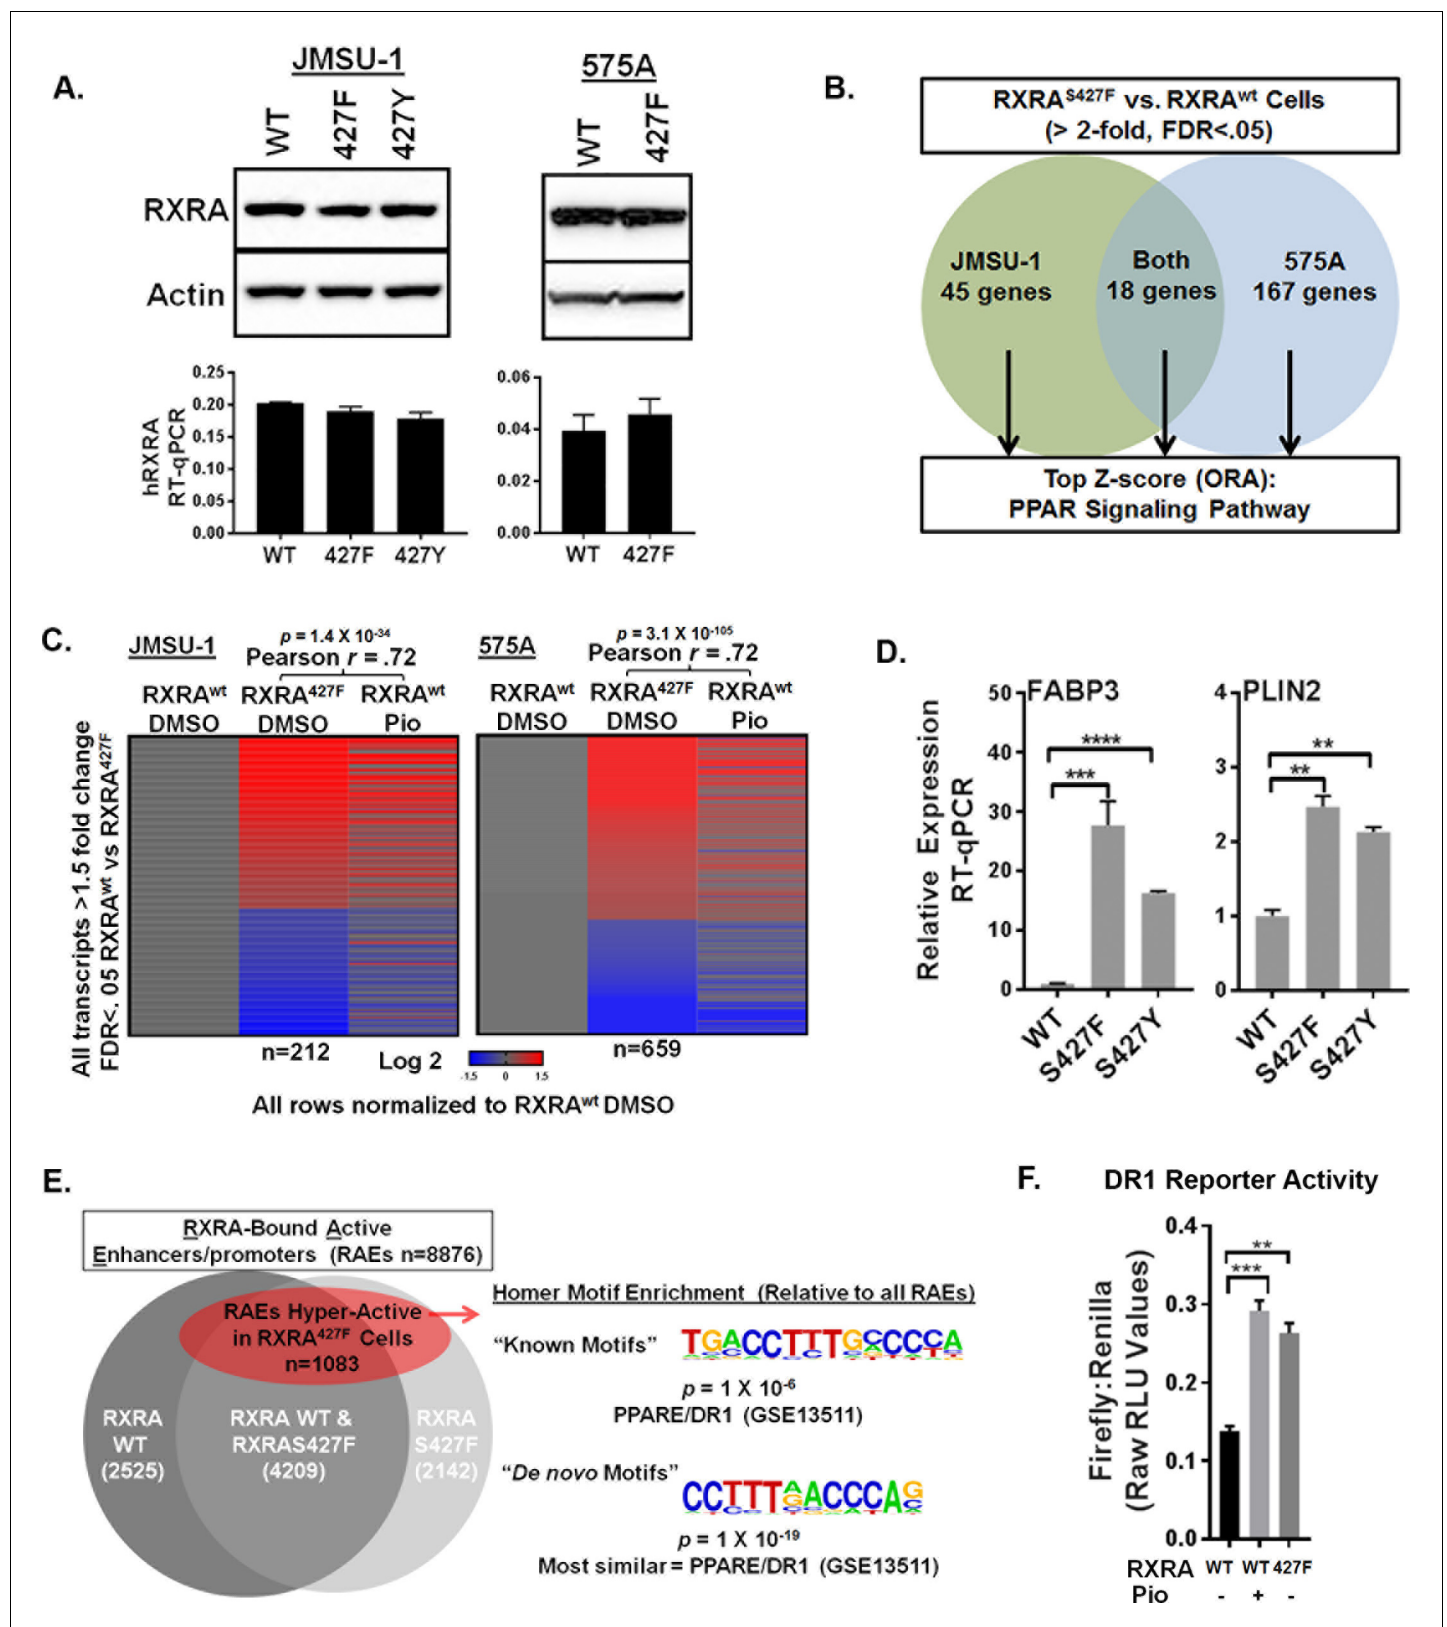 A.
JMSU-1
575A
WT
427F
427Y
WT
427F
RXRA
Actin
hRXRA
RT-qPCR
0.25
0.20
0.15
0.10
0.05
0.00
WT 427F 427Y
0.06
0.04
0.02
0.00
WT 427F
B.
RXRA^S427F vs. RXRA^wt Cells
(> 2-fold, FDR<.05)
JMSU-1
45 genes
Both
18 genes
575A
167 genes
Top Z-score (ORA):
PPAR Signaling Pathway
C.
JMSU-1
p = 1.4 X 10^-34
Pearson r = .72
RXRA^wt DMSO
RXRA^427F DMSO
RXRA^wt Pio
575A
p = 3.1 X 10^-105
Pearson r = .72
RXRA^wt DMSO
RXRA^427F DMSO
RXRA^wt Pio
All transcripts >1.5 fold change
FDR<. 05 RXRA^wt vs RXRA^427F
n=212
Log 2
-1.5 0 1.5
n=659
All rows normalized to RXRA^wt DMSO
D.
Relative Expression
RT-qPCR
FABP3
50
40
30
20
10
0
****
***
WT
S427F
S427Y
PLIN2
4
3
2
1
0
**
**
WT
S427F
S427Y
E.
RXRA-Bound Active
Enhancers/promoters (RAEs n=8876)
RAEs Hyper-Active
in RXRA^427F Cells
n=1083
RXRA
WT
(2525)
RXRA WT &
RXRAS427F
(4209)
RXRA
S427F
(2142)
Homer Motif Enrichment (Relative to all RAEs)
“Known Motifs”
TGACCTTTGCCCCA
p = 1 X 10^-6
PPARE/DR1 (GSE13511)
“De novo Motifs”
CCTTTAACCCAG
p = 1 X 10^-19
Most similar = PPARE/DR1 (GSE13511)
F.
DR1 Reporter Activity
Firefly:Renilla
(Raw RLU Values)
0.4
0.3
0.2
0.1
0.0
**
***
RXRA WT WT 427F
Pio - + -